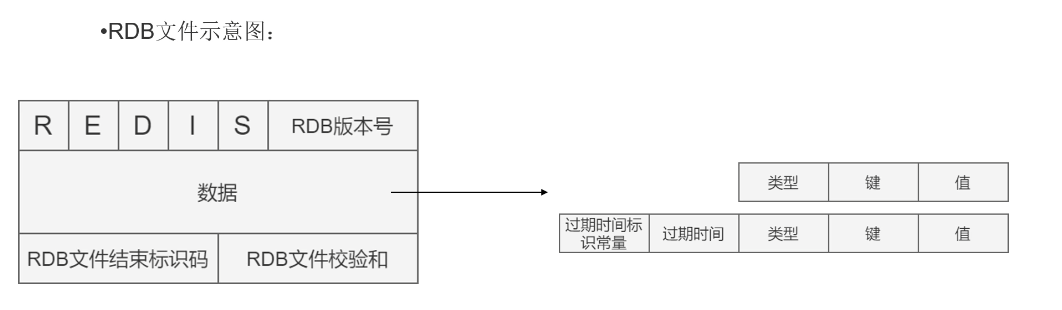 •RDB文件示意图：
R E D I S RDB版本号
数据
类型 键 值
过期时间标
识常量 过期时间 类型 键 值
RDB文件结束标识码 RDB文件校验和